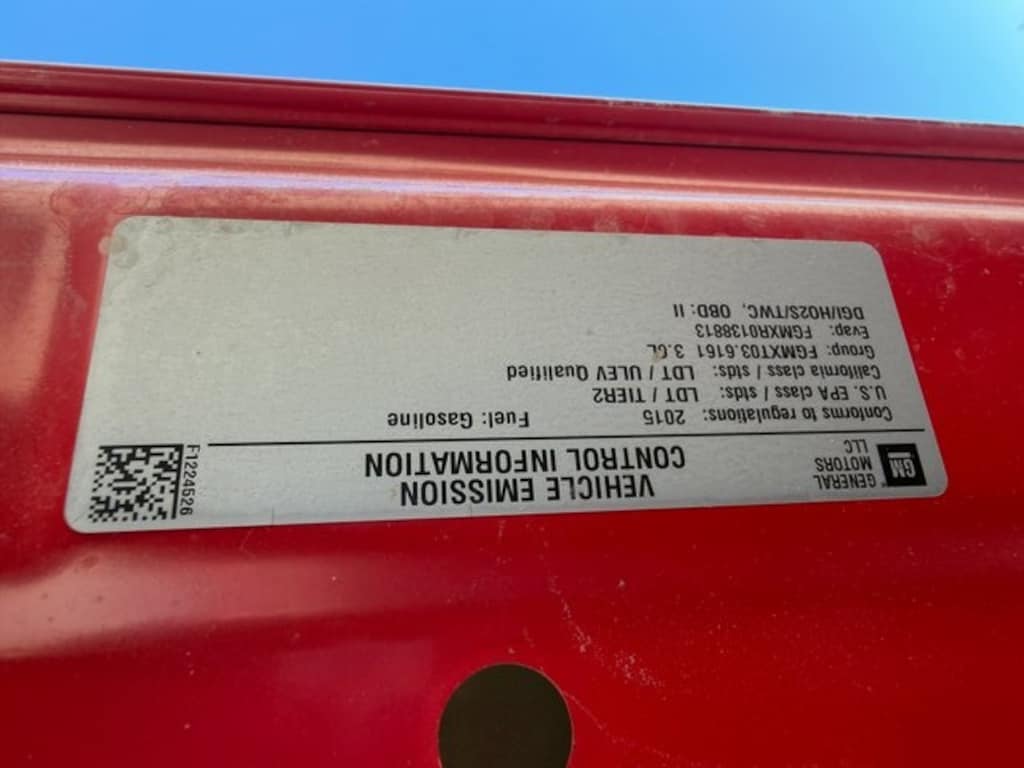 GM
GENERAL
MOTORS
LLC
VEHICLE EMISSION
CONTROL INFORMATION
F1224526
Conforms to regulations: 2015 Fuel: Gasoline
U.S. EPA class / stds: LDT / TIER2
California class / stds: LDT / ULEV Qualified
Group: FGMXT03.6161 3.6L
Evap: FGMXR0138813
DGI/HO2S/TWC, OBD: II